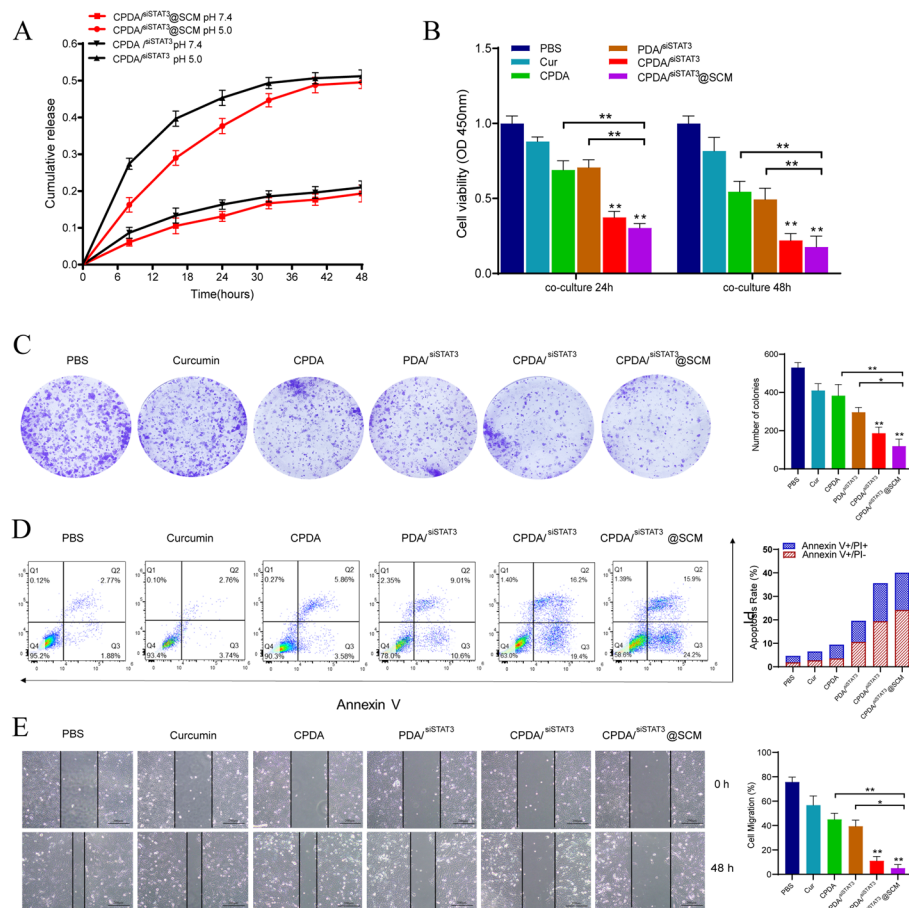 A
CPDA/siSTAT3@SCM pH 7.4
CPDA/siSTAT3@SCM pH 5.0
CPDA /siSTAT3 pH 7.4
CPDA/siSTAT3 pH 5.0
Cumulative release
0.6
0.5
0.4
0.3
0.2
0.1
0.0
0 6 12 18 24 30 36 42 48
Time(hours)
B
PBS
Cur
CPDA
PDA/siSTAT3
CPDA/siSTAT3
CPDA/siSTAT3@SCM
Cell viability (OD 450nm)
1.5
1.0
0.5
0.0
** ** ** **
** ** ** **
co-culture 24h co-culture 48h
C
PBS Curcumin CPDA PDA/siSTAT3 CPDA/siSTAT3 CPDA/siSTAT3@SCM
Number of colonies
600
400
200
0
**
*
** **
PBS Cur CPDA PDA/siSTAT3 CPDA/siSTAT3 CPDA/siSTAT3@SCM
D
PBS Curcumin CPDA PDA/siSTAT3 CPDA/siSTAT3 CPDA/siSTAT3@SCM
Q1 0.12% Q2 2.77% Q4 95.2% Q3 1.88%
Q1 0.10% Q2 2.76% Q4 93.4% Q3 3.74%
Q1 0.27% Q2 5.86% Q4 90.3% Q3 3.58%
Q1 2.35% Q2 9.01% Q4 78.0% Q3 10.6%
Q1 1.40% Q2 16.2% Q4 63.0% Q3 19.4%
Q1 1.39% Q2 15.9% Q4 58.6% Q3 24.2%
Annexin V
PI
Annexin V+/PI+
Annexin V+/PI-
Apoptosis Rate (%)
50
40
30
20
10
0
PBS Cur CPDA PDA/siSTAT3 CPDA/siSTAT3 CPDA/siSTAT3@SCM
E
PBS Curcumin CPDA PDA/siSTAT3 CPDA/siSTAT3 CPDA/siSTAT3@SCM
0 h
48 h
Cell Migration (%)
100
80
60
40
20
0
**
*
** **
PBS Cur CPDA PDA/siSTAT3 CPDA/siSTAT3 CPDA/siSTAT3@SCM